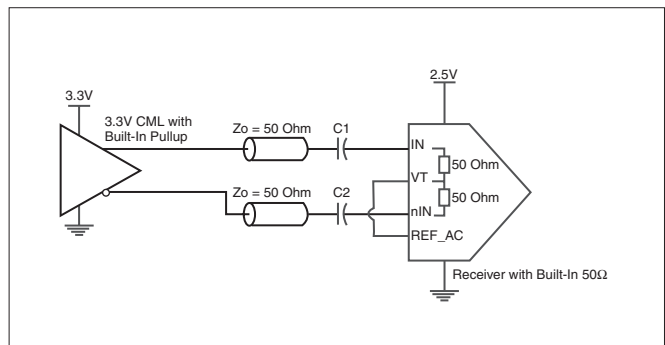 3.3V
3.3V CML with
Built-In Pullup
Zo = 50 Ohm
C1
Zo = 50 Ohm
C2
2.5V
IN
50 Ohm
VT
50 Ohm
nIN
REF_AC
Receiver with Built-In 50Ω